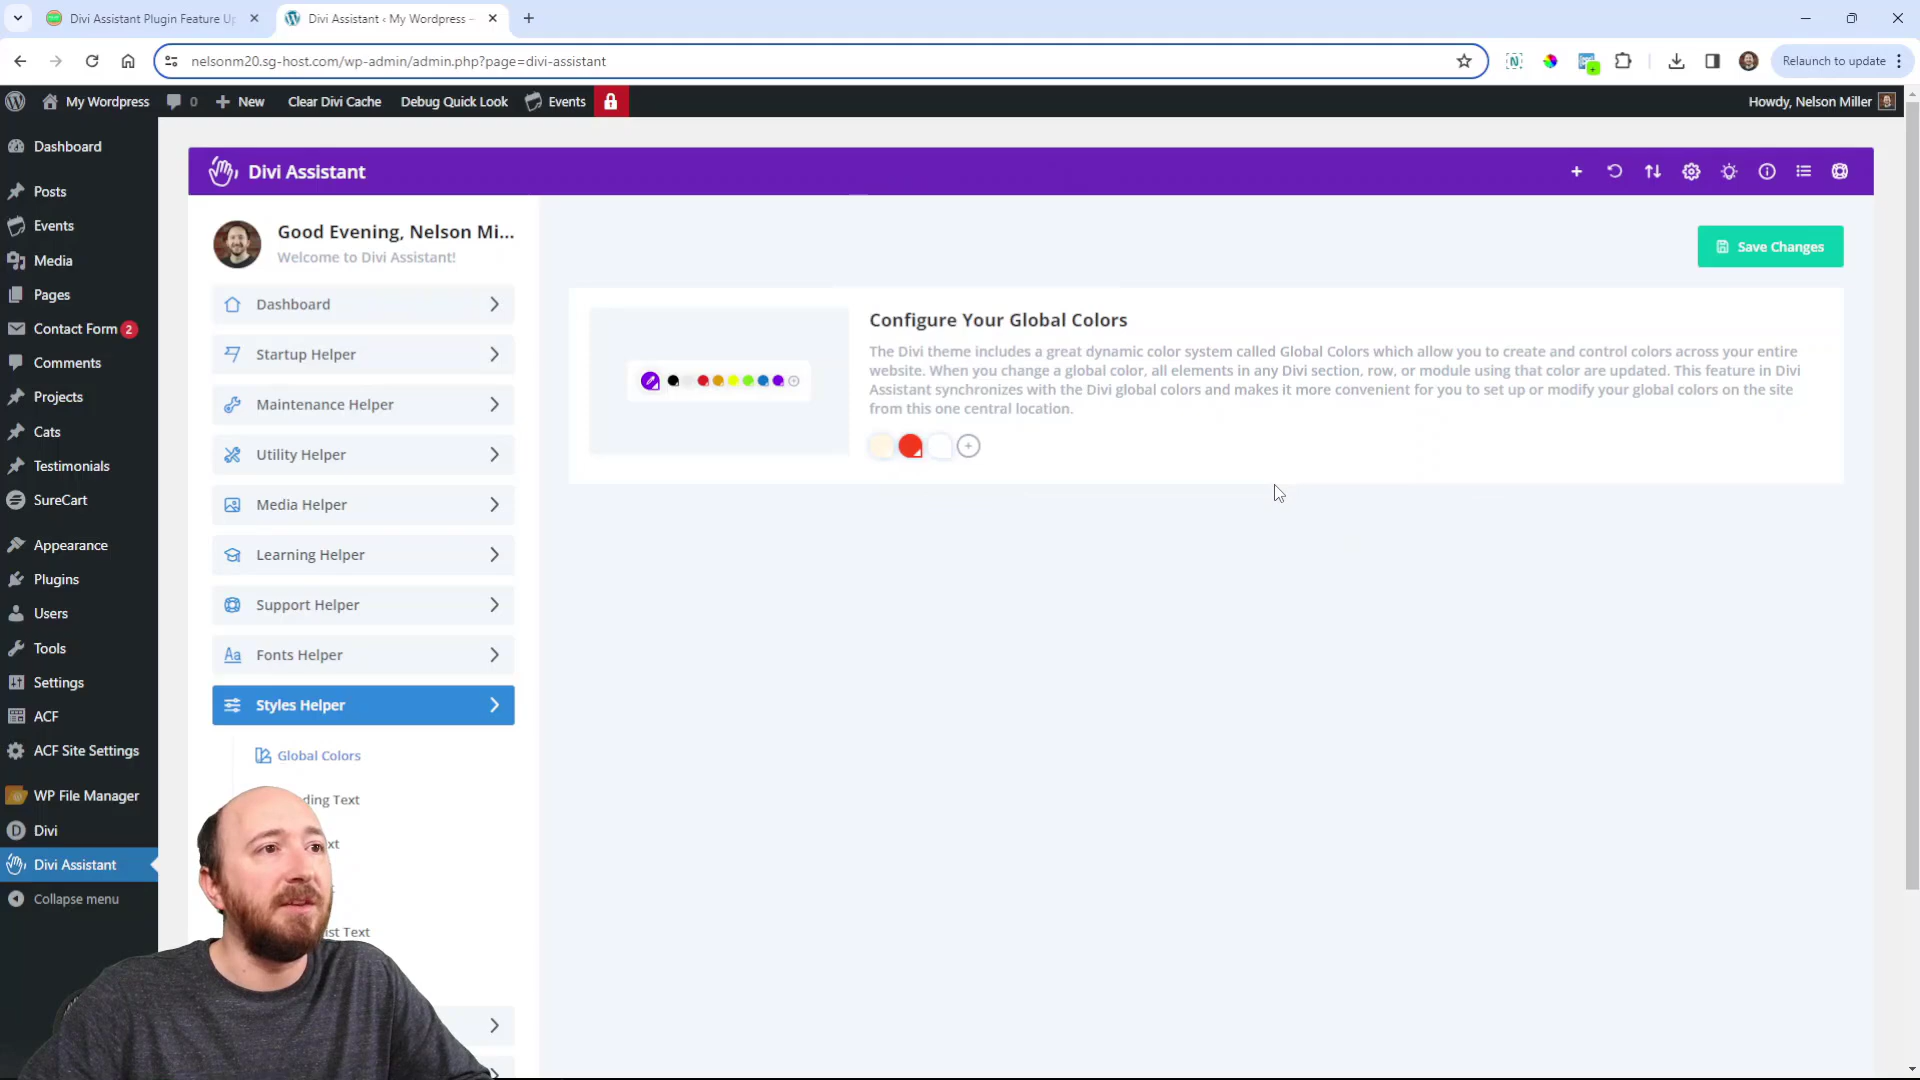 Divi Assistant Plugin Feature Up
Divi Assistant ‹ My Wordpress —
nelsonm20.sg-host.com/wp-admin/admin.php?page=divi-assistant
Relaunch to update
My Wordpress
0
New
Clear Divi Cache
Debug Quick Look
Events
Howdy, Nelson Miller
Dashboard
Posts
Events
Media
Pages
Contact Form 2
Comments
Projects
Cats
Testimonials
SureCart
Appearance
Plugins
Users
Tools
Settings
ACF
ACF Site Settings
WP File Manager
Divi
Divi Assistant
Collapse menu
Divi Assistant
Good Evening, Nelson Mi...
Welcome to Divi Assistant!
Dashboard
Startup Helper
Maintenance Helper
Utility Helper
Media Helper
Learning Helper
Support Helper
Fonts Helper
Styles Helper
Global Colors
ding Text
xt
ist Text
Save Changes
Configure Your Global Colors
The Divi theme includes a great dynamic color system called Global Colors which allow you to create and control colors across your entire
website. When you change a global color, all elements in any Divi section, row, or module using that color are updated. This feature in Divi
Assistant synchronizes with the Divi global colors and makes it more convenient for you to set up or modify your global colors on the site
from this one central location.